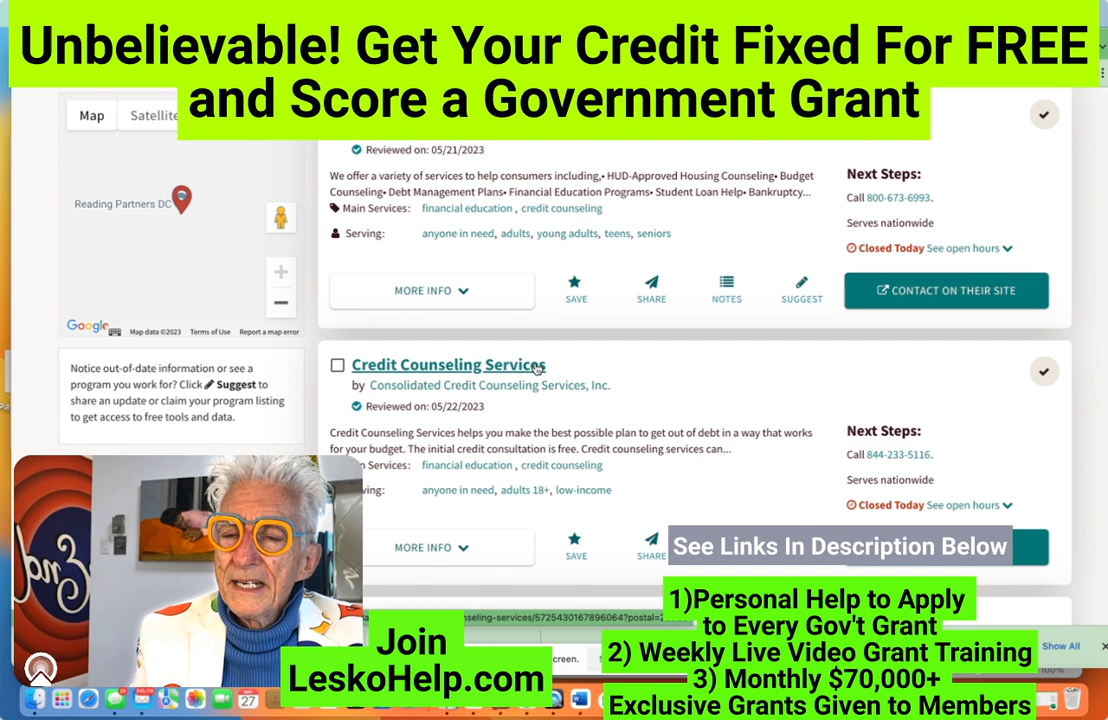 Unbelievable! Get Your Credit Fixed For FREE
and Score a Government Grant
Map Satellite
Reading Partners DC
Google
Map data ©2023 Terms of Use Report a map error
Notice out-of-date information or see a
program you work for? Click Suggest to
share an update or claim your program listing
to get access to free tools and data.
Reviewed on: 05/21/2023
We offer a variety of services to help consumers including,• HUD-Approved Housing Counseling• Budget
Counseling• Debt Management Plans• Financial Education Programs• Student Loan Help• Bankruptcy...
Main Services: financial education , credit counseling
Serving: anyone in need, adults, young adults, teens, seniors
MORE INFO
SAVE
SHARE
NOTES
SUGGEST
Next Steps:
Call 800-673-6993.
Serves nationwide
Closed Today See open hours
CONTACT ON THEIR SITE
Credit Counseling Services
by Consolidated Credit Counseling Services, Inc.
Reviewed on: 05/22/2023
Credit Counseling Services helps you make the best possible plan to get out of debt in a way that works
for your budget. The initial credit consultation is free. Credit counseling services can...
Services: financial education , credit counseling
anyone in need, adults 18+, low-income
MORE INFO
SAVE
SHARE
Next Steps:
Call 844-233-5116.
Serves nationwide
Closed Today See open hours
See Links In Description Below
1)Personal Help to Apply
to Every Gov't Grant
2) Weekly Live Video Grant Training
3) Monthly $70,000+
Exclusive Grants Given to Members
Join
LeskoHelp.com
Show All